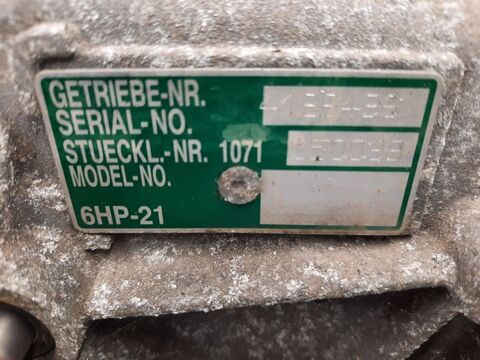 GETRIEBE-NR.
SERIAL-NO.
STUECKL.-NR. 1071
MODEL-NO.
6HP-21